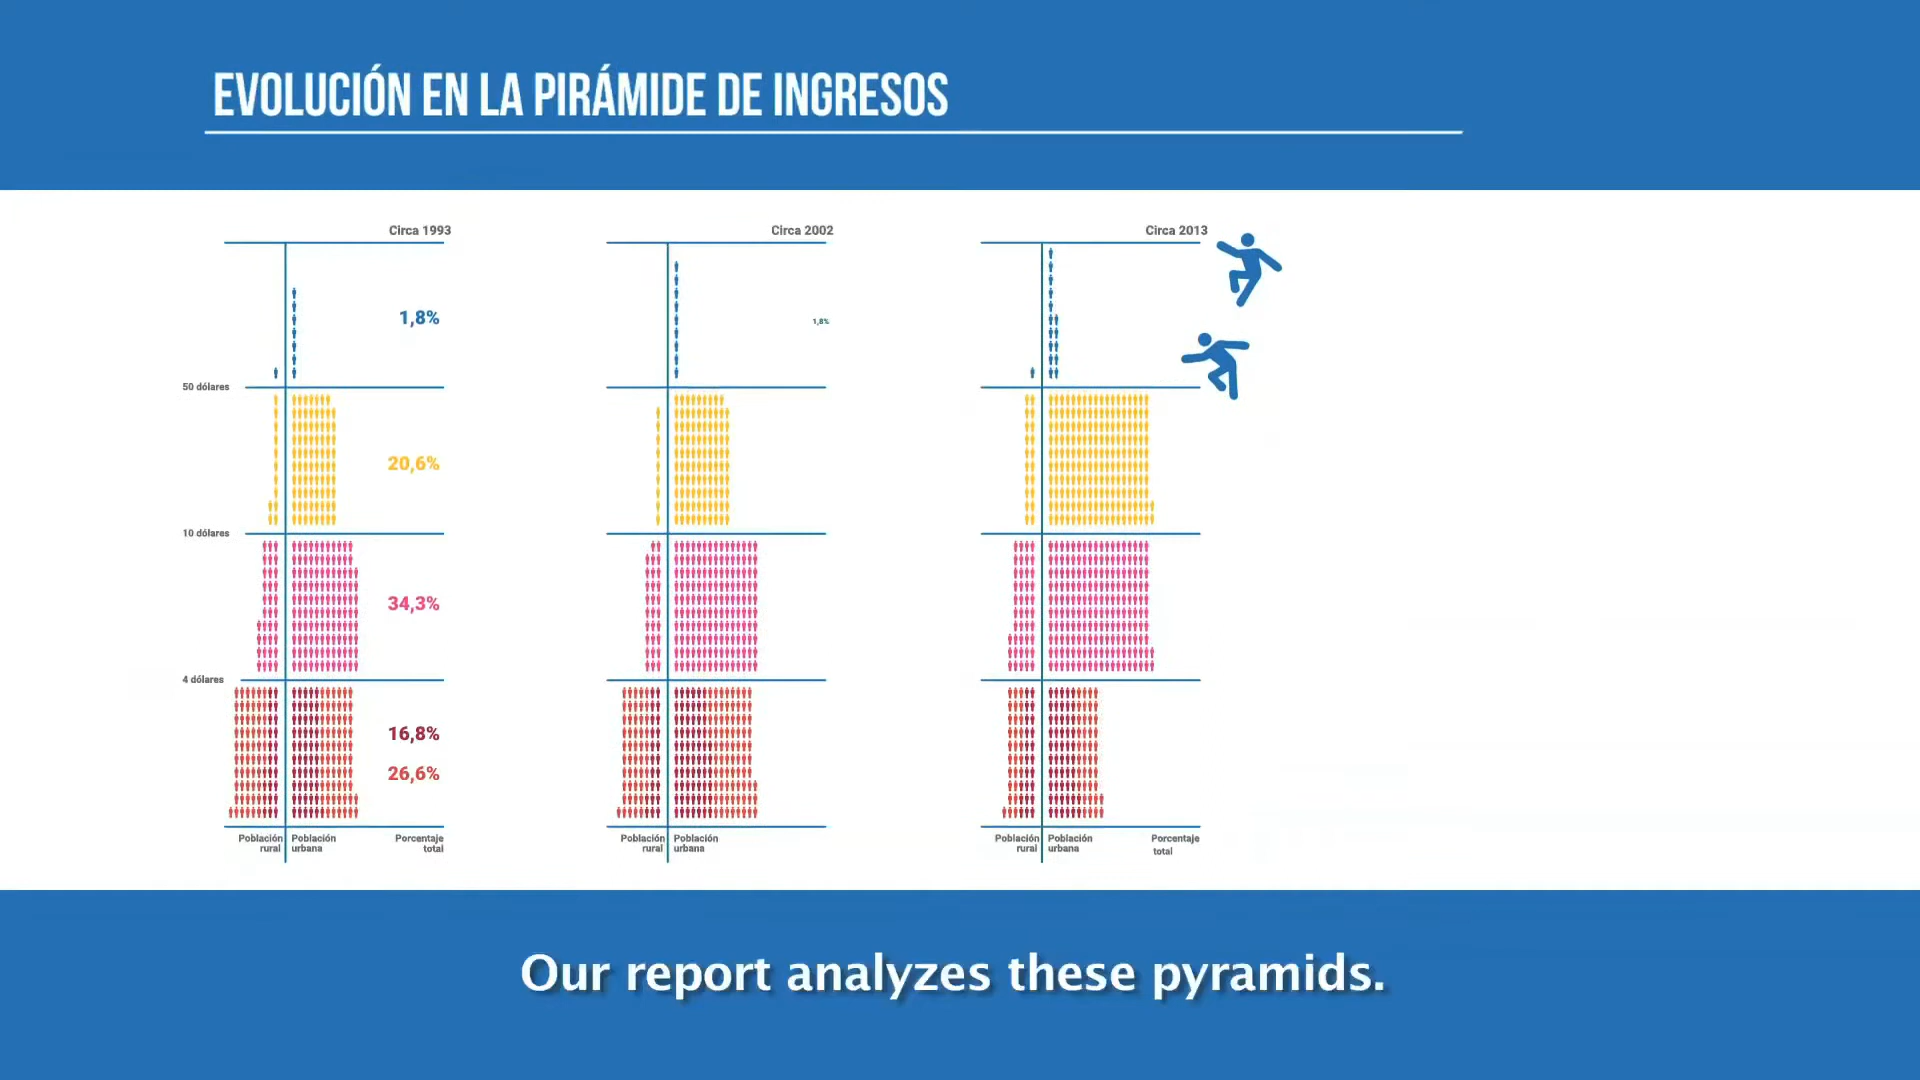 EVOLUCIÓN EN LA PIRÁMIDE DE INGRESOS
Circa 1993
Circa 2002
Circa 2013
1,8%
1,8%
50 dólares
20,6%
10 dólares
34,3%
4 dólares
16,8%
26,6%
Población rural
Población urbana
Porcentaje total
Población rural
Población urbana
Población rural
Población urbana
Porcentaje total
Our report analyzes these pyramids.